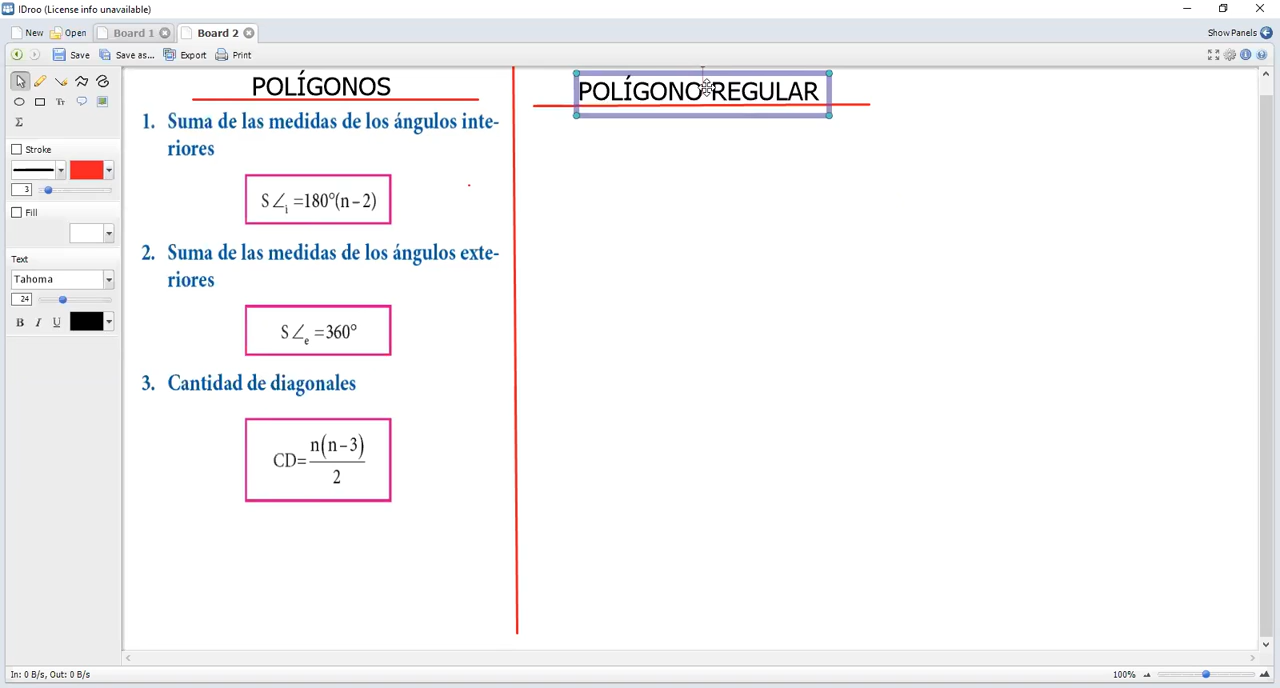 IDroo (License info unavailable)
New Open Board 1 Board 2 Show Panels
Save Save as... Export Print
Tr
Σ
Stroke
3
Fill
Text
Tahoma
24
B I U
POLÍGONOS
1. Suma de las medidas de los ángulos inte-
riores
S∠i =180°(n-2)
2. Suma de las medidas de los ángulos exte-
riores
S∠e =360°
3. Cantidad de diagonales
CD= n(n-3)
2
POLÍGONO REGULAR
In: 0 B/s, Out: 0 B/s 100%